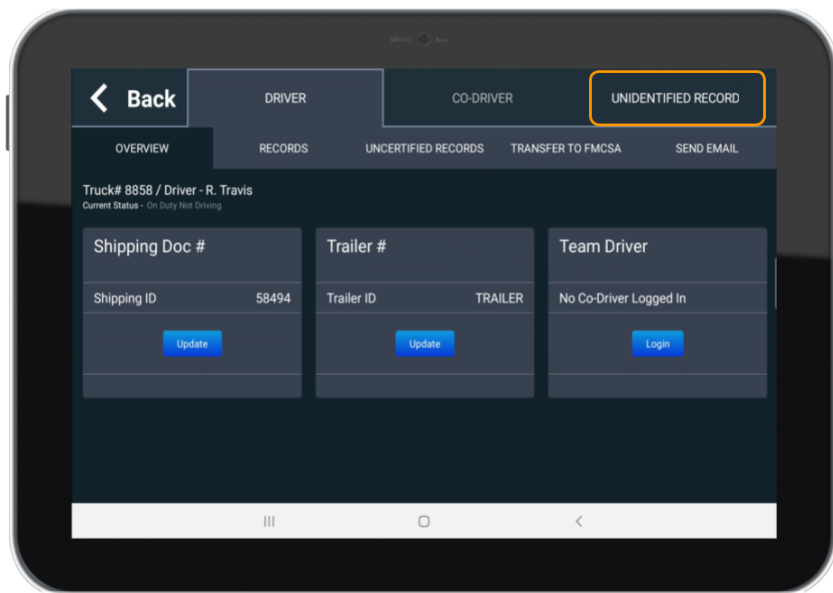 Back
DRIVER
CO-DRIVER
UNIDENTIFIED RECORD
OVERVIEW
RECORDS
UNCERTIFIED RECORDS
TRANSFER TO FMCSA
SEND EMAIL
Truck# 8858 / Driver - R. Travis
Current Status - On Duty Not Driving
Shipping Doc #
Shipping ID 58494
Update
Trailer #
Trailer ID TRAILER
Update
Team Driver
No Co-Driver Logged In
Login